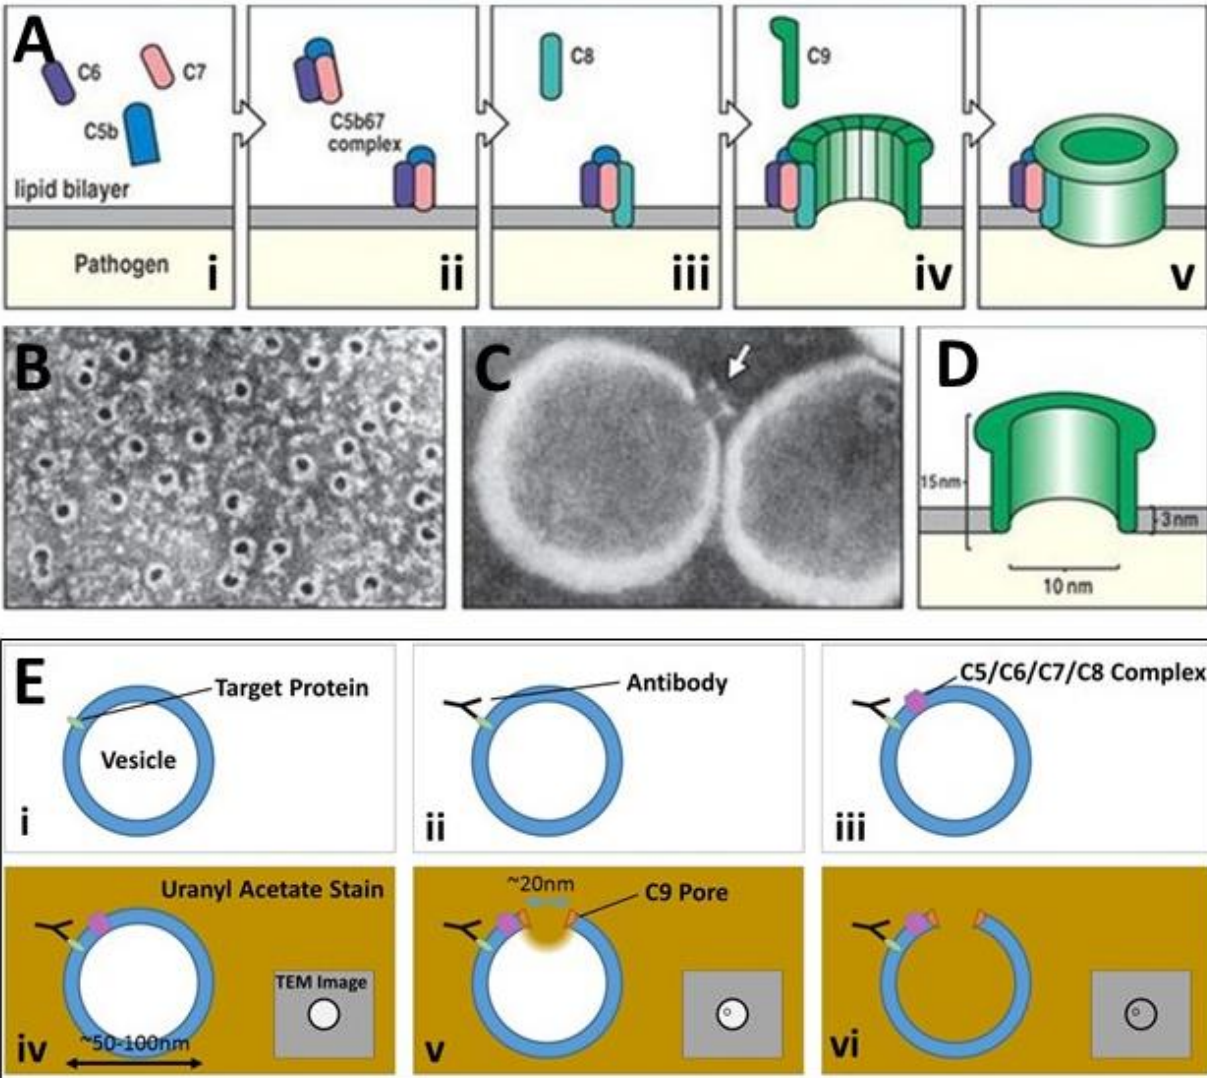 A
C6
C7
C5b
lipid bilayer
Pathogen
i
C5b67
complex
ii
C8
iii
C9
iv
v
B
C
D
15nm
3nm
10 nm
E
Target Protein
Vesicle
i
Antibody
ii
C5/C6/C7/C8 Complex
iii
Uranyl Acetate Stain
TEM Image
~50-100nm
iv
~20nm
C9 Pore
v
vi